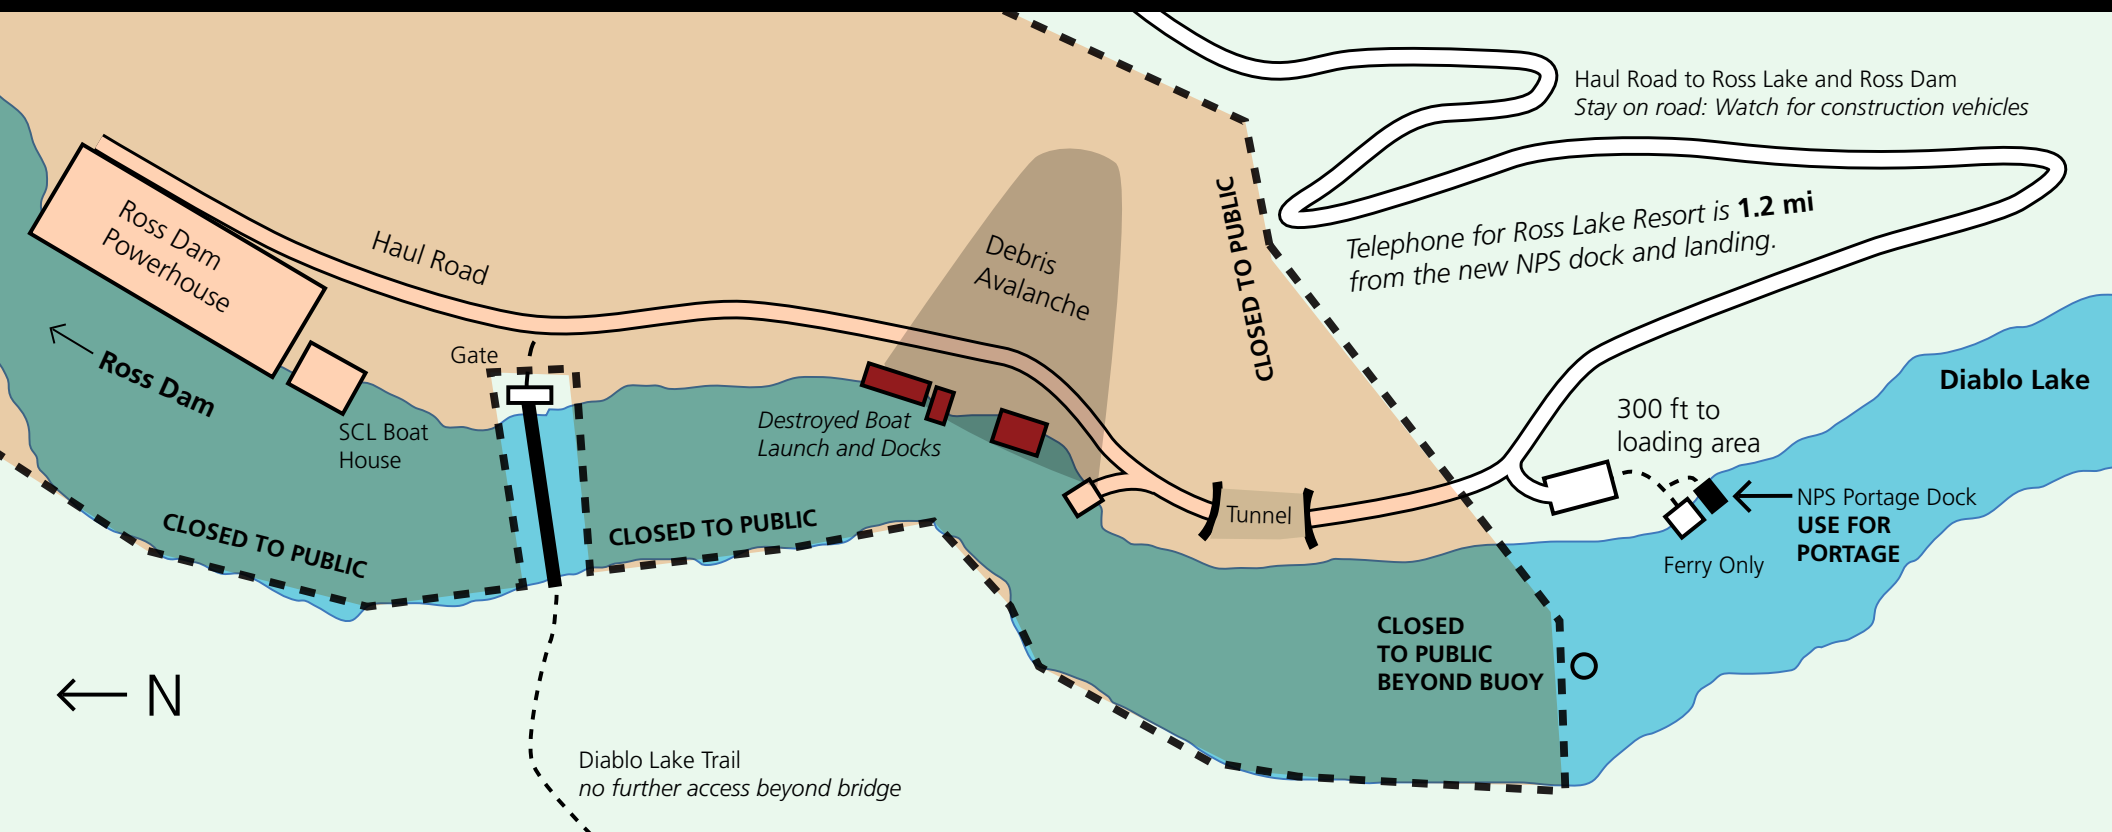 Haul Road to Ross Lake and Ross Dam
Stay on road: Watch for construction vehicles
Telephone for Ross Lake Resort is 1.2 mi
from the new NPS dock and landing.
CLOSED TO PUBLIC
Debris
Avalanche
Haul Road
Ross Dam
Powerhouse
Ross Dam
Gate
SCL Boat
House
Destroyed Boat
Launch and Docks
Diablo Lake
300 ft to
loading area
NPS Portage Dock
USE FOR
PORTAGE
Ferry Only
Tunnel
CLOSED TO PUBLIC
CLOSED TO PUBLIC
CLOSED
TO PUBLIC
BEYOND BUOY
N
Diablo Lake Trail
no further access beyond bridge